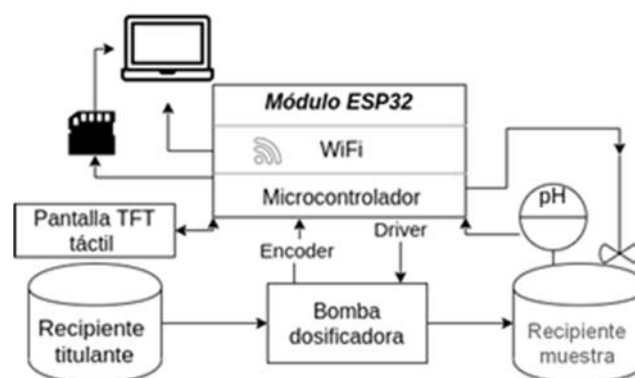 Módulo ESP32
WiFi
Microcontrolador
pH
Pantalla TFT
táctil
Encoder
Driver
Recipiente
titulante
Bomba
dosificadora
Recipiente
muestra